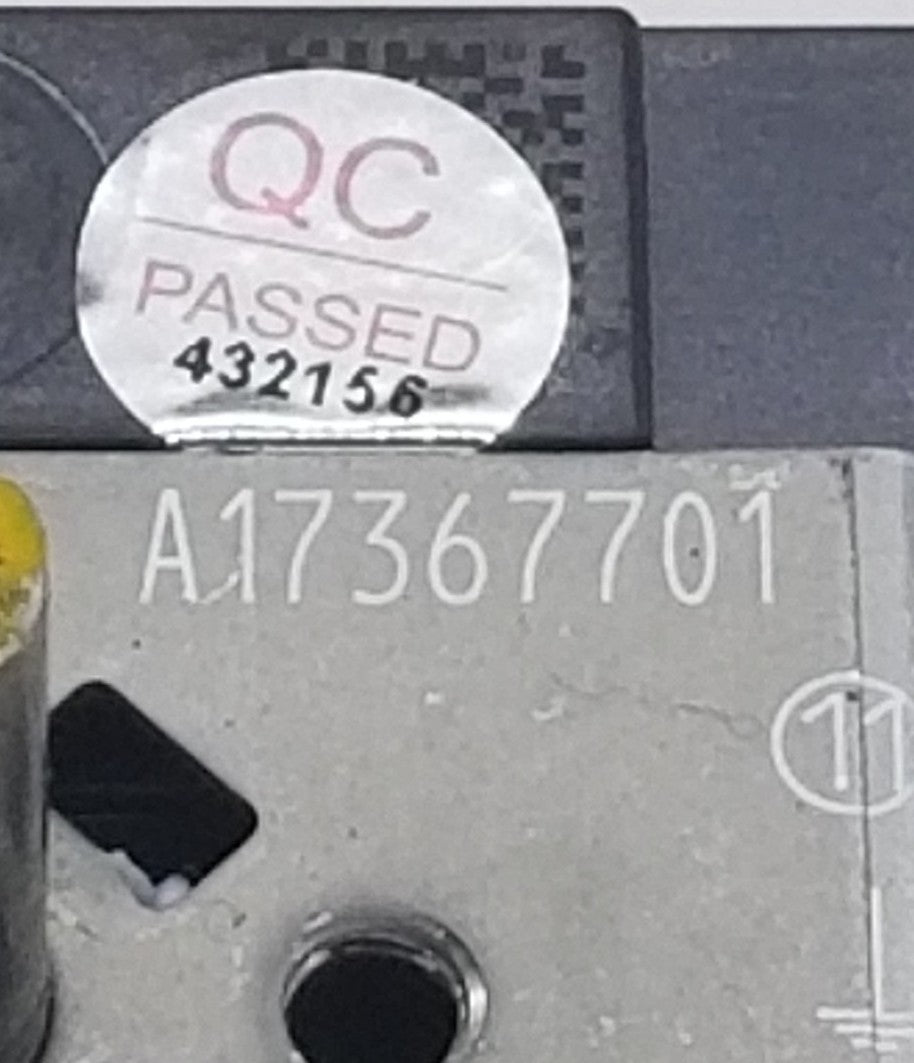 QC
PASSED
432156
A17367701
11